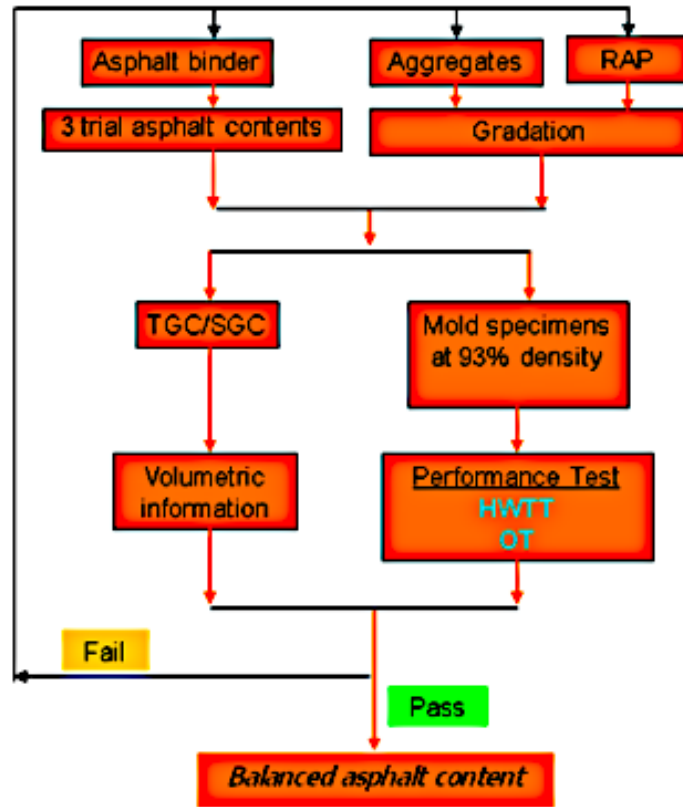 Asphalt binder
Aggregates
RAP
3 trial asphalt contents
Gradation
TGC/SGC
Mold specimens
at 93% density
Volumetric
information
Performance Test
HWTT
OT
Fail
Pass
Balanced asphalt content